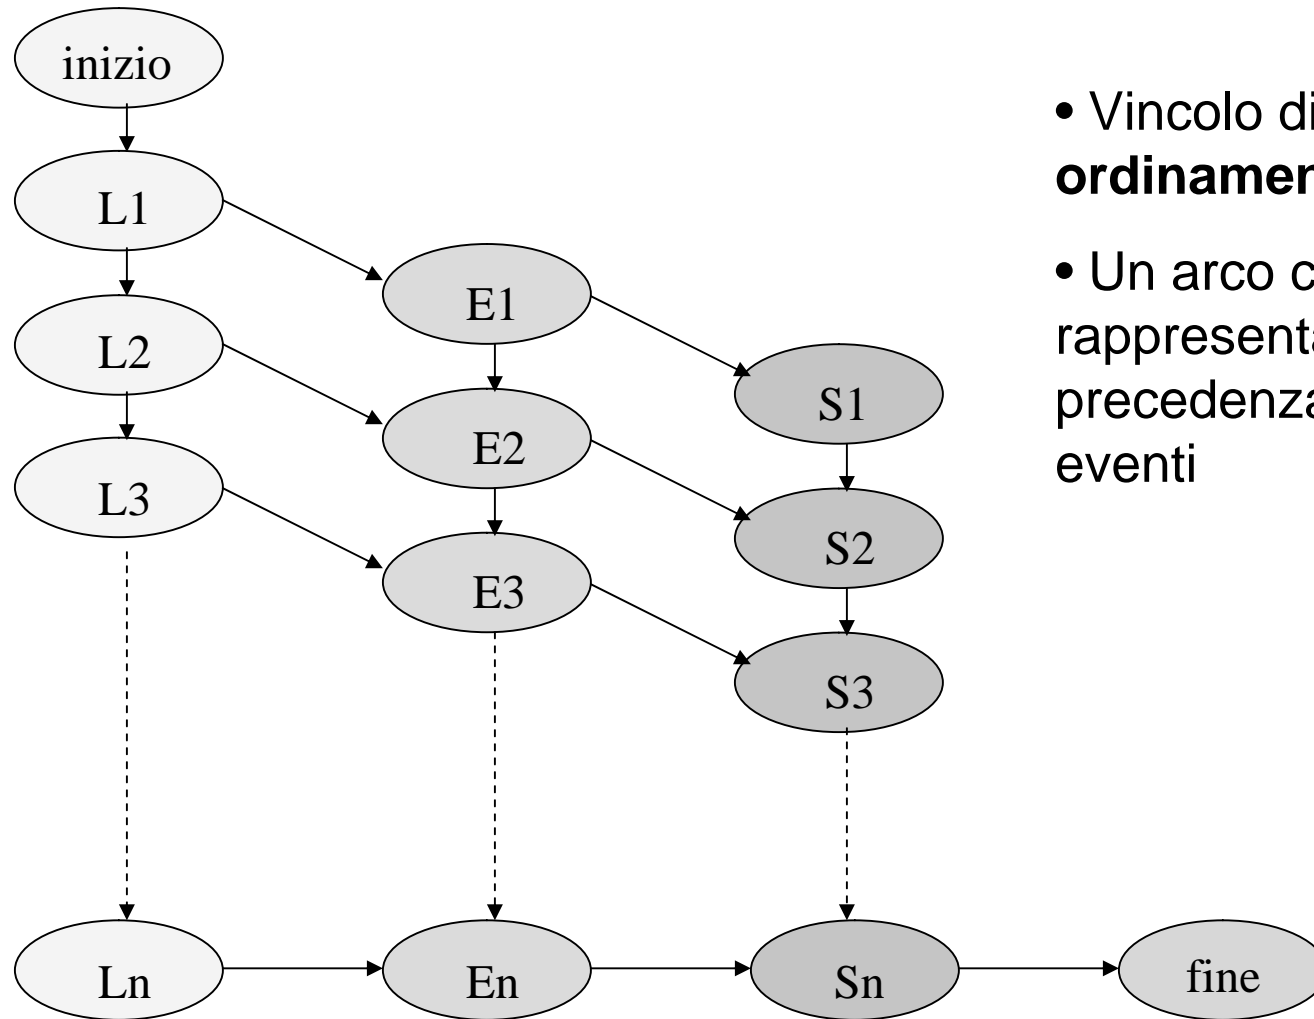 inizio
L1
L2
L3
Ln
E1
E2
E3
En
S1
S2
S3
Sn
fine
• Vincolo di
ordinamen
• Un arco c
rappresenta
precedenza
eventi